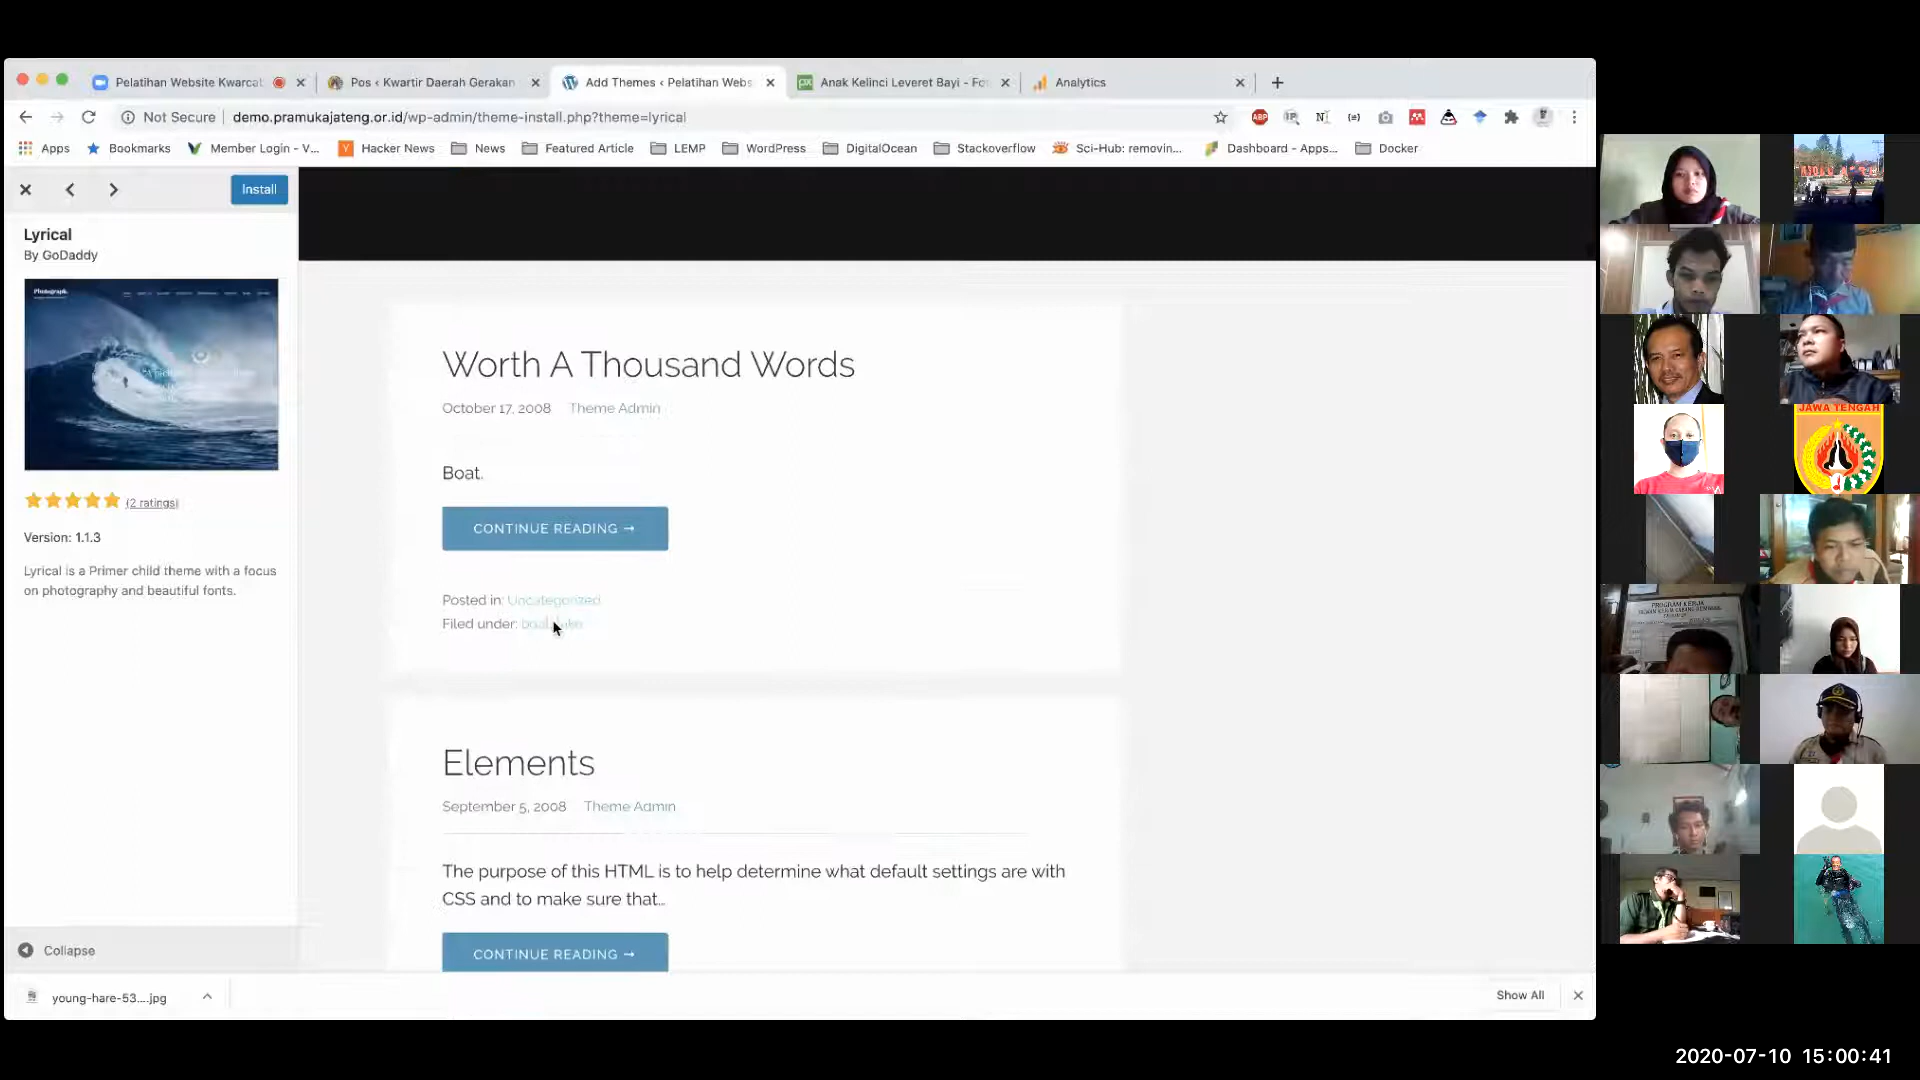 Pelatihan Website Kwarcab
Pos ‹ Kwartir Daerah Gerakan
Add Themes ‹ Pelatihan Webs
Anak Kelinci Leveret Bayi - Fo
Analytics
Not Secure
demo.pramukajateng.or.id/wp-admin/theme-install.php?theme=lyrical
ABP
Apps
Bookmarks
Member Login - V...
Hacker News
News
Featured Article
LEMP
WordPress
DigitalOcean
Stackoverflow
Sci-Hub: removin...
Dashboard - Apps...
Docker
Install
Lyrical
By GoDaddy
Photograph.
(2 ratings)
Version: 1.1.3
Lyrical is a Primer child theme with a focus
on photography and beautiful fonts.
Collapse
Worth A Thousand Words
October 17, 2008 Theme Admin
Boat.
CONTINUE READING →
Posted in: Uncategorized
Filed under:
Elements
September 5, 2008 Theme Admin
The purpose of this HTML is to help determine what default settings are with
CSS and to make sure that...
CONTINUE READING →
young-hare-53....jpg
Show All
JAWA TENGAH
PROGRAM KERJA
2020-07-10 15:00:41